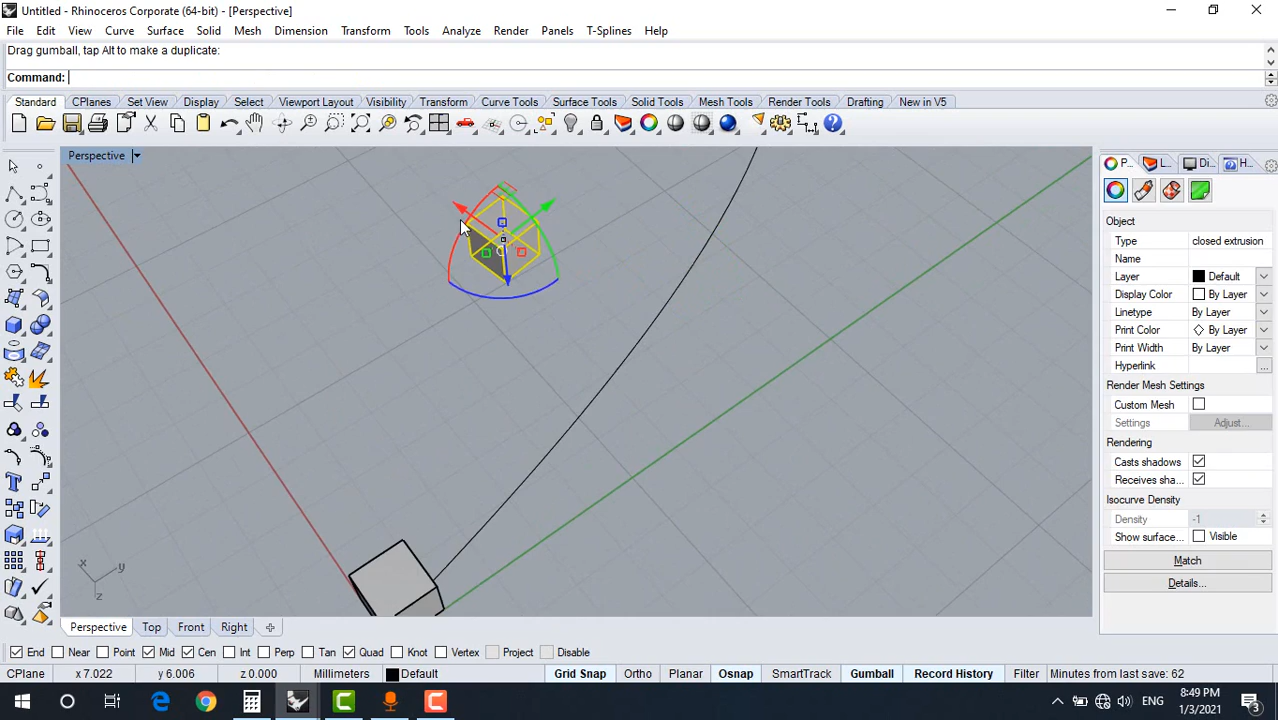 Untitled - Rhinoceros Corporate (64-bit) - [Perspective]
File Edit View Curve Surface Solid Mesh Dimension Transform Tools Analyze Render Panels T-Splines Help
Drag gumball, tap Alt to make a duplicate:
Command:
Standard CPlanes Set View Display Select Viewport Layout Visibility Transform Curve Tools Surface Tools Solid Tools Mesh Tools Render Tools Drafting New in V5
Perspective
P... L... Di... H...
Object
Type closed extrusion
Name
Layer Default
Display Color By Layer
Linetype By Layer
Print Color By Layer
Print Width By Layer
Hyperlink ...
Render Mesh Settings
Custom Mesh
Settings Adjust...
Rendering
Casts shadows
Receives sha...
Isocurve Density
Density -1
Show surface... Visible
Match
Details...
x y z
Perspective Top Front Right
End Near Point Mid Cen Int Perp Tan Quad Knot Vertex Project Disable
CPlane x 7.022 y 6.006 z 0.000 Millimeters Default Grid Snap Ortho Planar Osnap SmartTrack Gumball Record History Filter Minutes from last save: 62
ENG
8:49 PM
1/3/2021
3